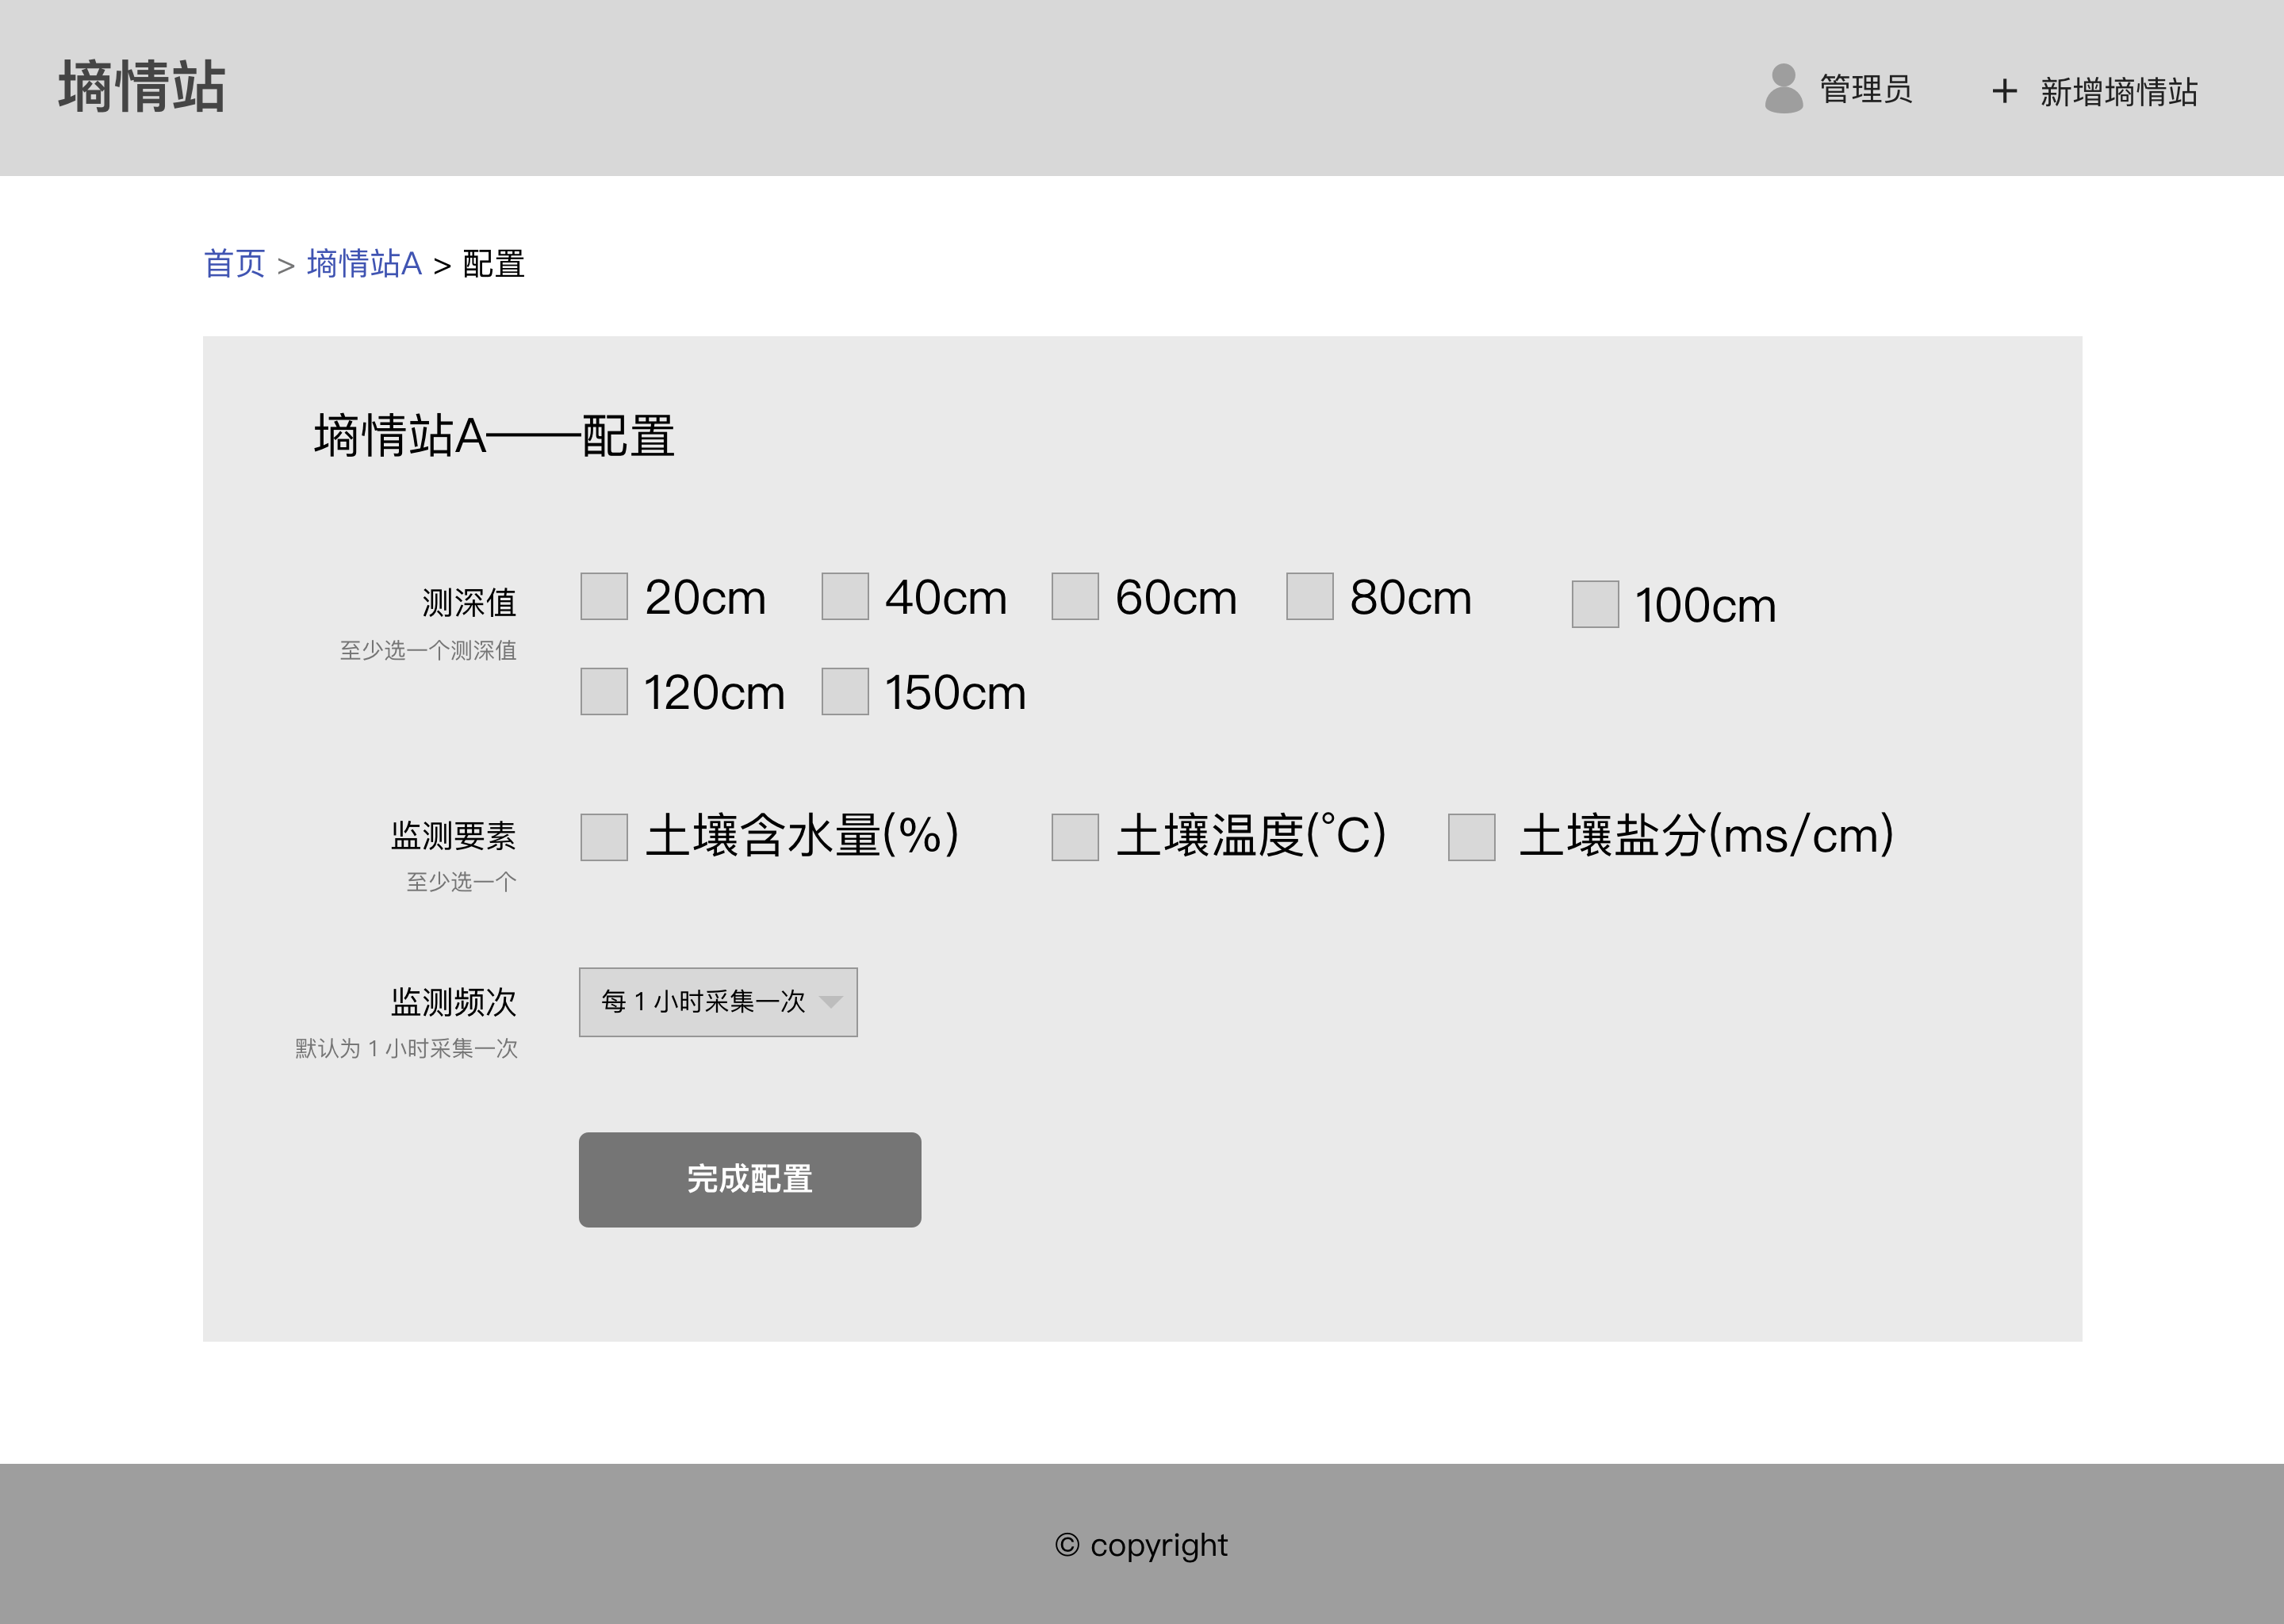 墒情站
管理员 + 新增墒情站
首页 > 墒情站A > 配置
墒情站A——配置
测深值 20cm 40cm 60cm 80cm 100cm
至少选一个测深值
120cm 150cm
监测要素 土壤含水量(%) 土壤温度(°C) 土壤盐分(ms/cm)
至少选一个
监测频次 每 1 小时采集一次
默认为 1 小时采集一次
完成配置
© copyright